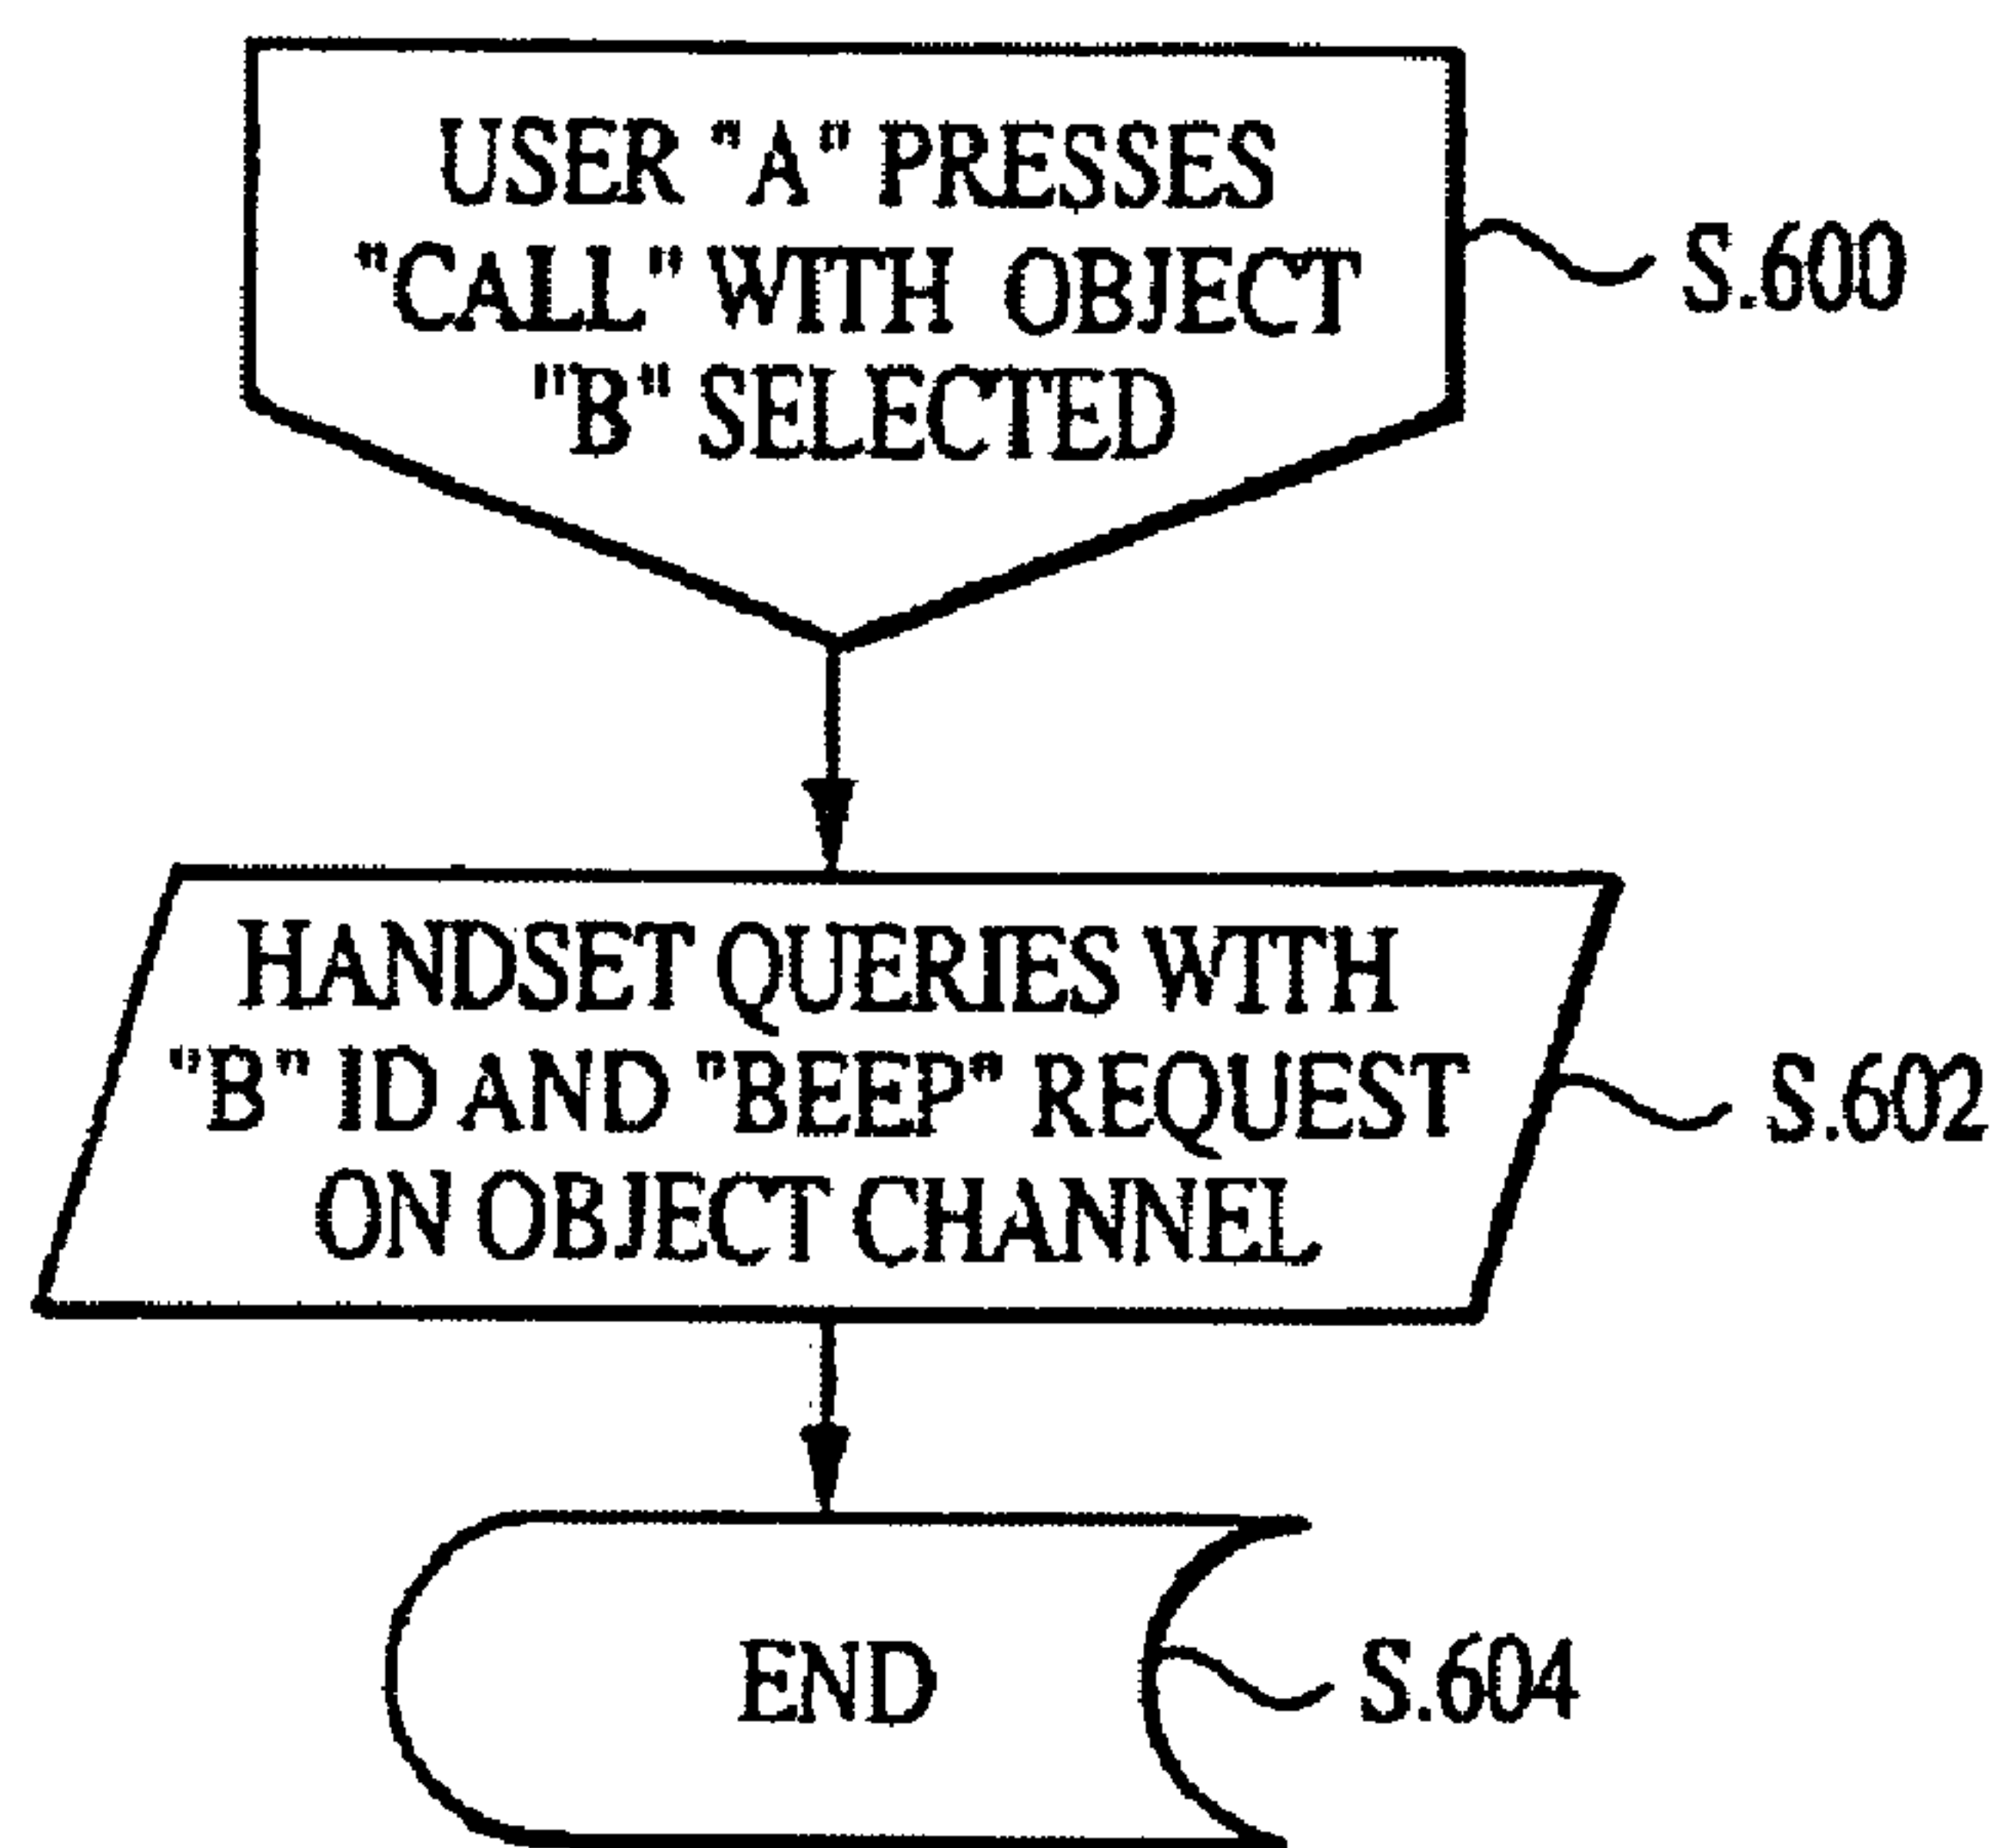 USER "A" PRESSES
"CALL" WITH OBJECT
"B" SELECTED
S.600
HANDSET QUERIES WITH
"B" ID AND "BEEP" REQUEST
ON OBJECT CHANNEL
S.602
END
S.604